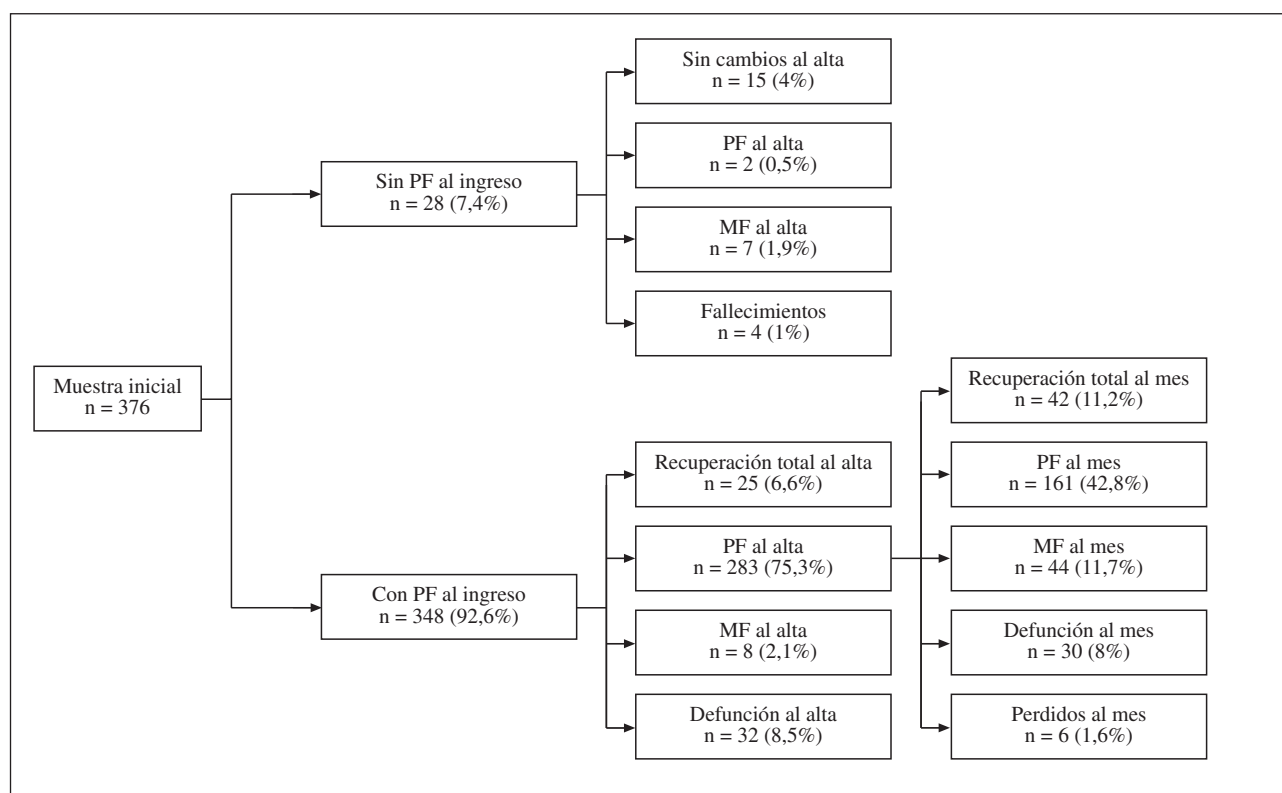 Sin cambios al alta
n = 15 (4%)
PF al alta
n = 2 (0,5%)
Sin PF al ingreso
n = 28 (7,4%)
MF al alta
n = 7 (1,9%)
Fallecimientos
n = 4 (1%)
Muestra inicial
n = 376
Recuperación total al mes
n = 42 (11,2%)
Recuperación total al alta
n = 25 (6,6%)
PF al mes
n = 161 (42,8%)
PF al alta
n = 283 (75,3%)
MF al mes
n = 44 (11,7%)
Con PF al ingreso
n = 348 (92,6%)
MF al alta
n = 8 (2,1%)
Defunción al mes
n = 30 (8%)
Defunción al alta
n = 32 (8,5%)
Perdidos al mes
n = 6 (1,6%)